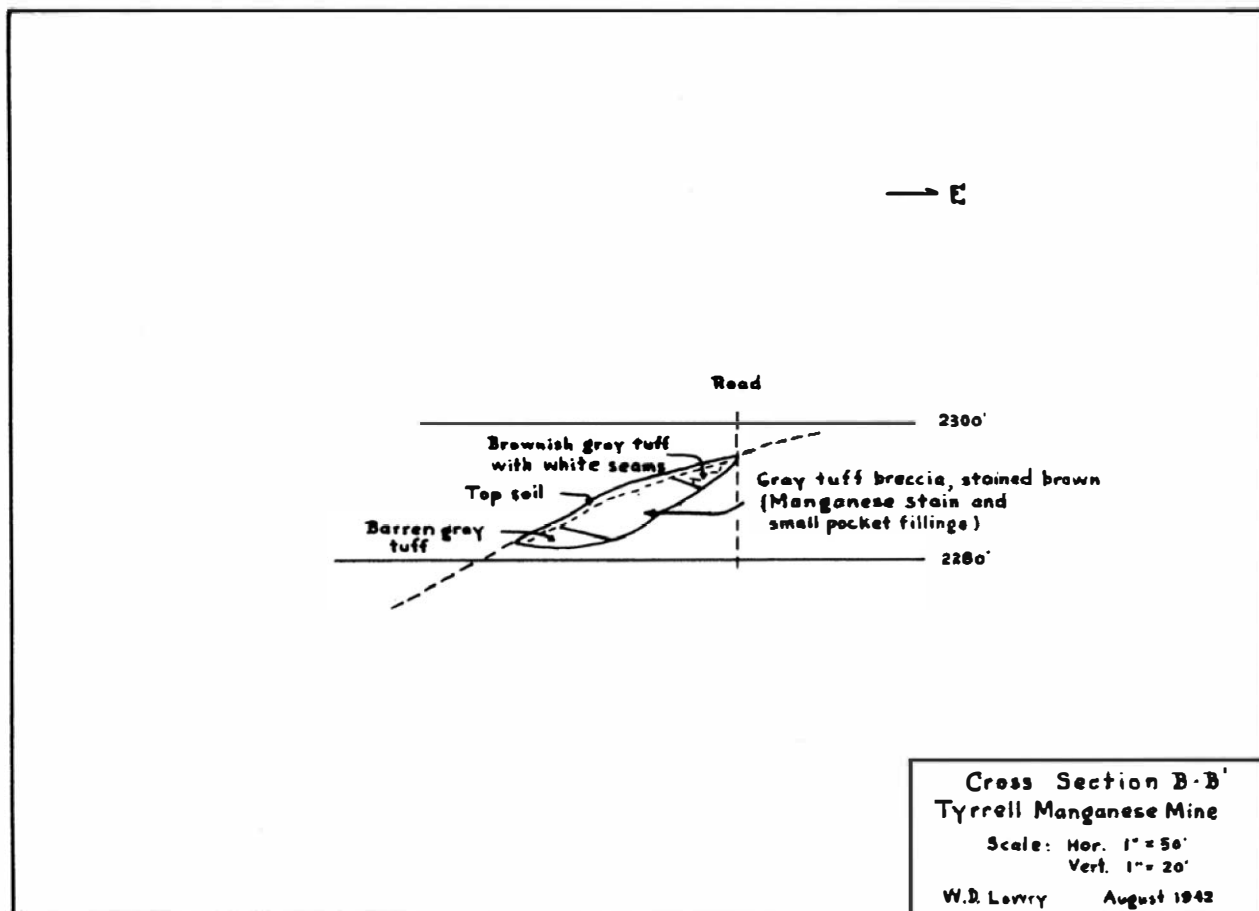 E
Road
2300'
Brownish gray tuff
with white seams
Gray tuff breccia, stained brown
(Manganese stain and
small pocket fillings)
Top soil
Barren gray
tuff
2280'
Cross Section B-B'
Tyrrell Manganese Mine
Scale: Hor. 1" = 50'
Vert. 1" = 20'
W.D. Lowry August 1942